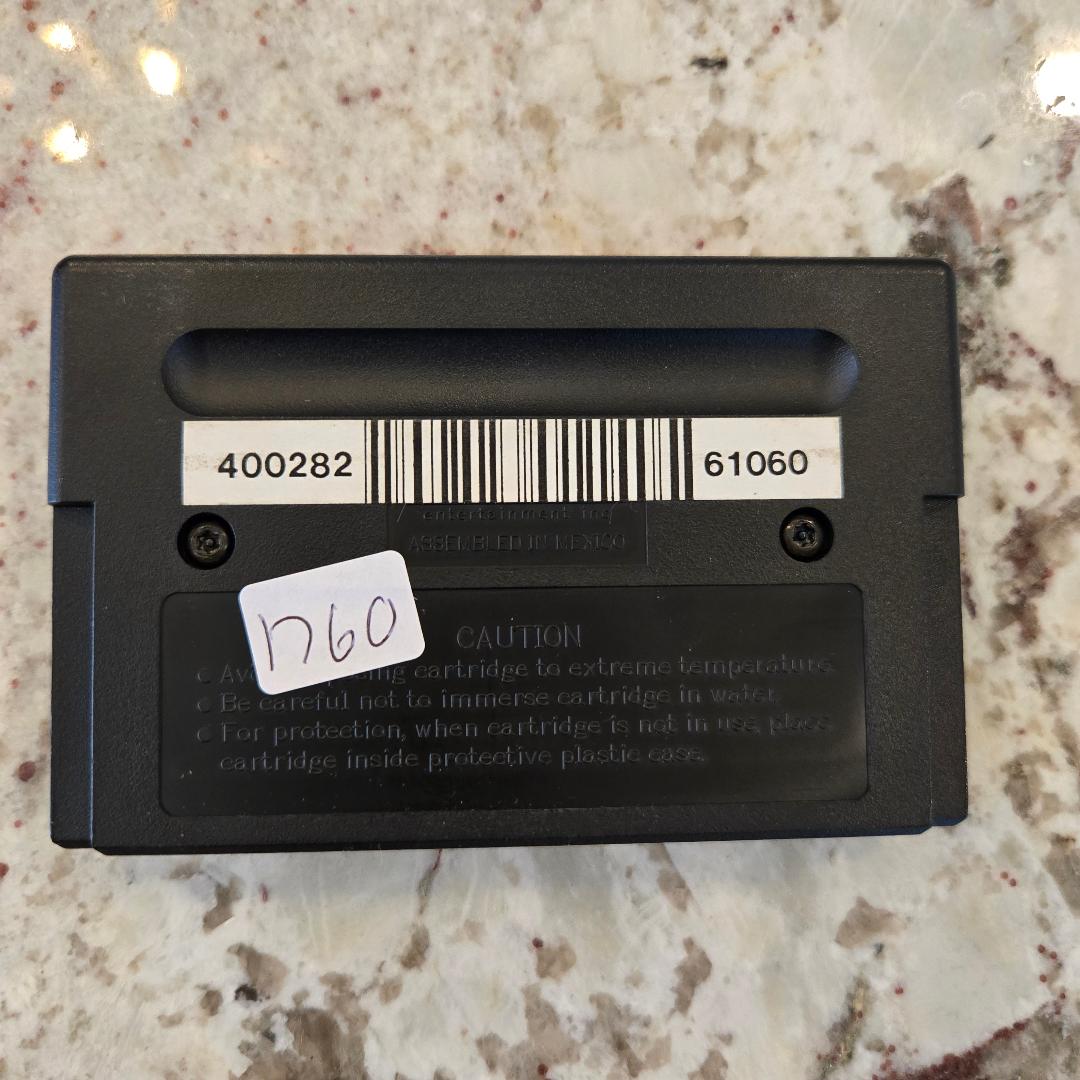 400282 61060
entertainment inc
ASSEMBLED IN MEXICO
1760
CAUTION
cartridge to extreme temperature.
Be careful not to immerse cartridge in water.
For protection, when cartridge is not in use, place
cartridge inside protective plastic case.